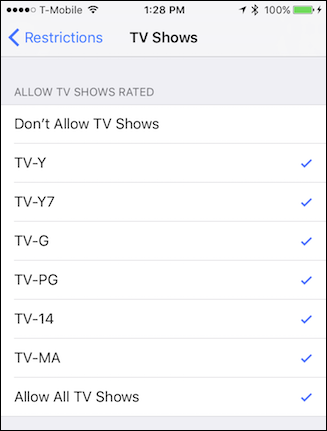 T-Mobile 1:28 PM 100%
Restrictions TV Shows
ALLOW TV SHOWS RATED
Don't Allow TV Shows
TV-Y
TV-Y7
TV-G
TV-PG
TV-14
TV-MA
Allow All TV Shows